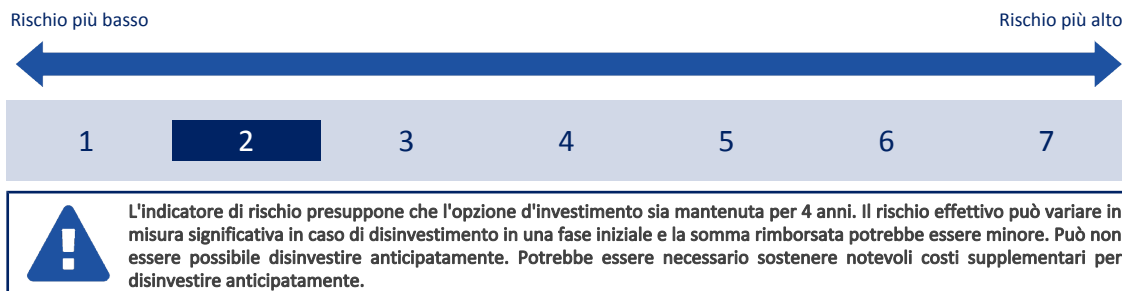 Rischio più basso Rischio più alto
1 2 3 4 5 6 7
L'indicatore di rischio presuppone che l'opzione d'investimento sia mantenuta per 4 anni. Il rischio effettivo può variare in
misura significativa in caso di disinvestimento in una fase iniziale e la somma rimborsata potrebbe essere minore. Può non
essere possibile disinvestire anticipatamente. Potrebbe essere necessario sostenere notevoli costi supplementari per
disinvestire anticipatamente.